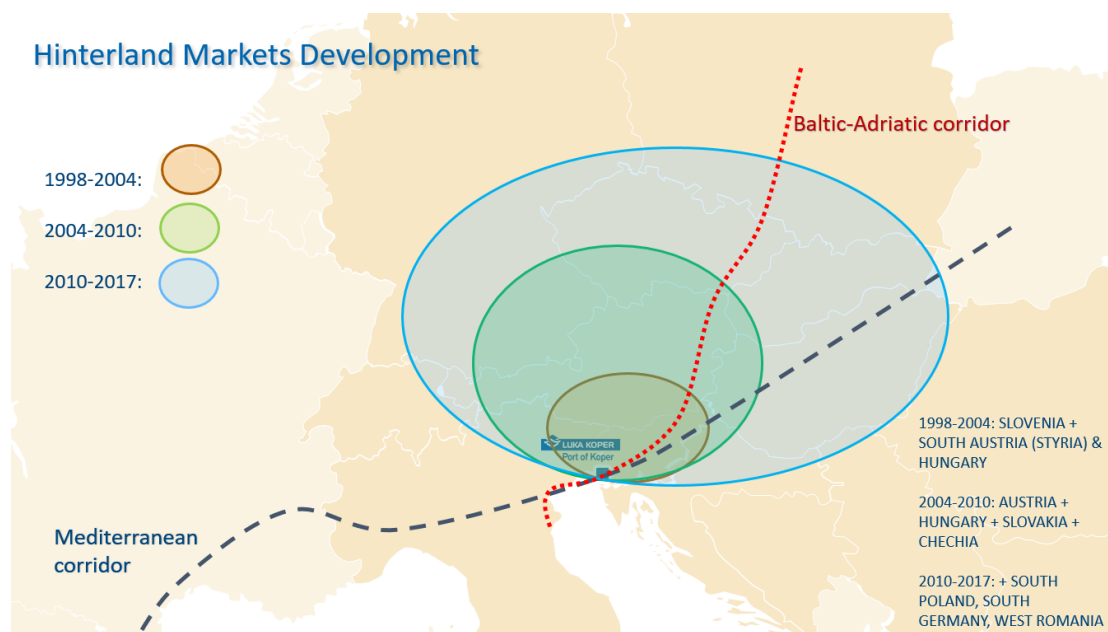 Hinterland Markets Development
Baltic-Adriatic corridor
1998-2004:
2004-2010:
2010-2017:
LUKA KOPER
Port of Koper
Mediterranean
corridor
1998-2004: SLOVENIA +
SOUTH AUSTRIA (STYRIA) &
HUNGARY
2004-2010: AUSTRIA +
HUNGARY + SLOVAKIA +
CHECHIA
2010-2017: + SOUTH
POLAND, SOUTH
GERMANY, WEST ROMANIA